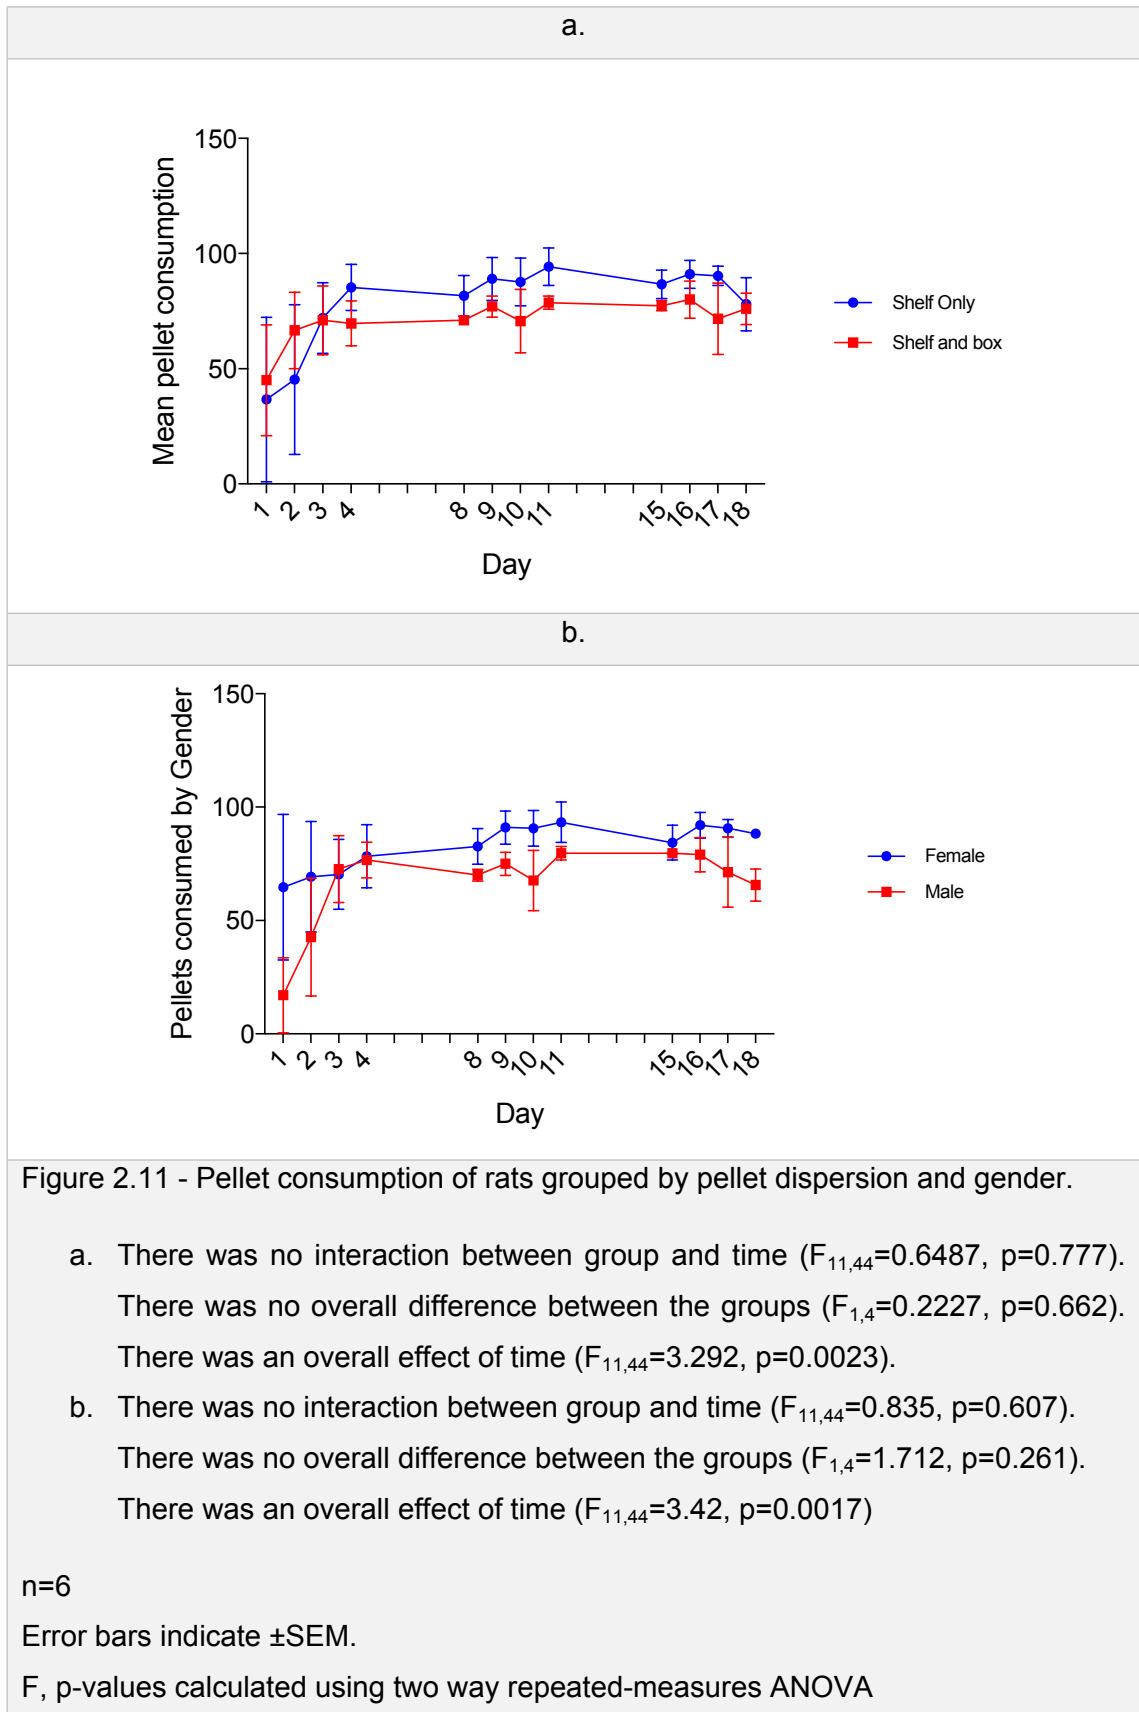 a.
150
100
50
0
Mean pellet consumption
1 2 3 4 8 9 10 11 15 16 17 18
Day
Shelf Only
Shelf and box
b.
150
100
50
0
Pellets consumed by Gender
1 2 3 4 8 9 10 11 15 16 17 18
Day
Female
Male
Figure 2.11 - Pellet consumption of rats grouped by pellet dispersion and gender.
a. There was no interaction between group and time (F11,44=0.6487, p=0.777).
There was no overall difference between the groups (F1,4=0.2227, p=0.662).
There was an overall effect of time (F11,44=3.292, p=0.0023).
b. There was no interaction between group and time (F11,44=0.835, p=0.607).
There was no overall difference between the groups (F1,4=1.712, p=0.261).
There was an overall effect of time (F11,44=3.42, p=0.0017)
n=6
Error bars indicate ±SEM.
F, p-values calculated using two way repeated-measures ANOVA